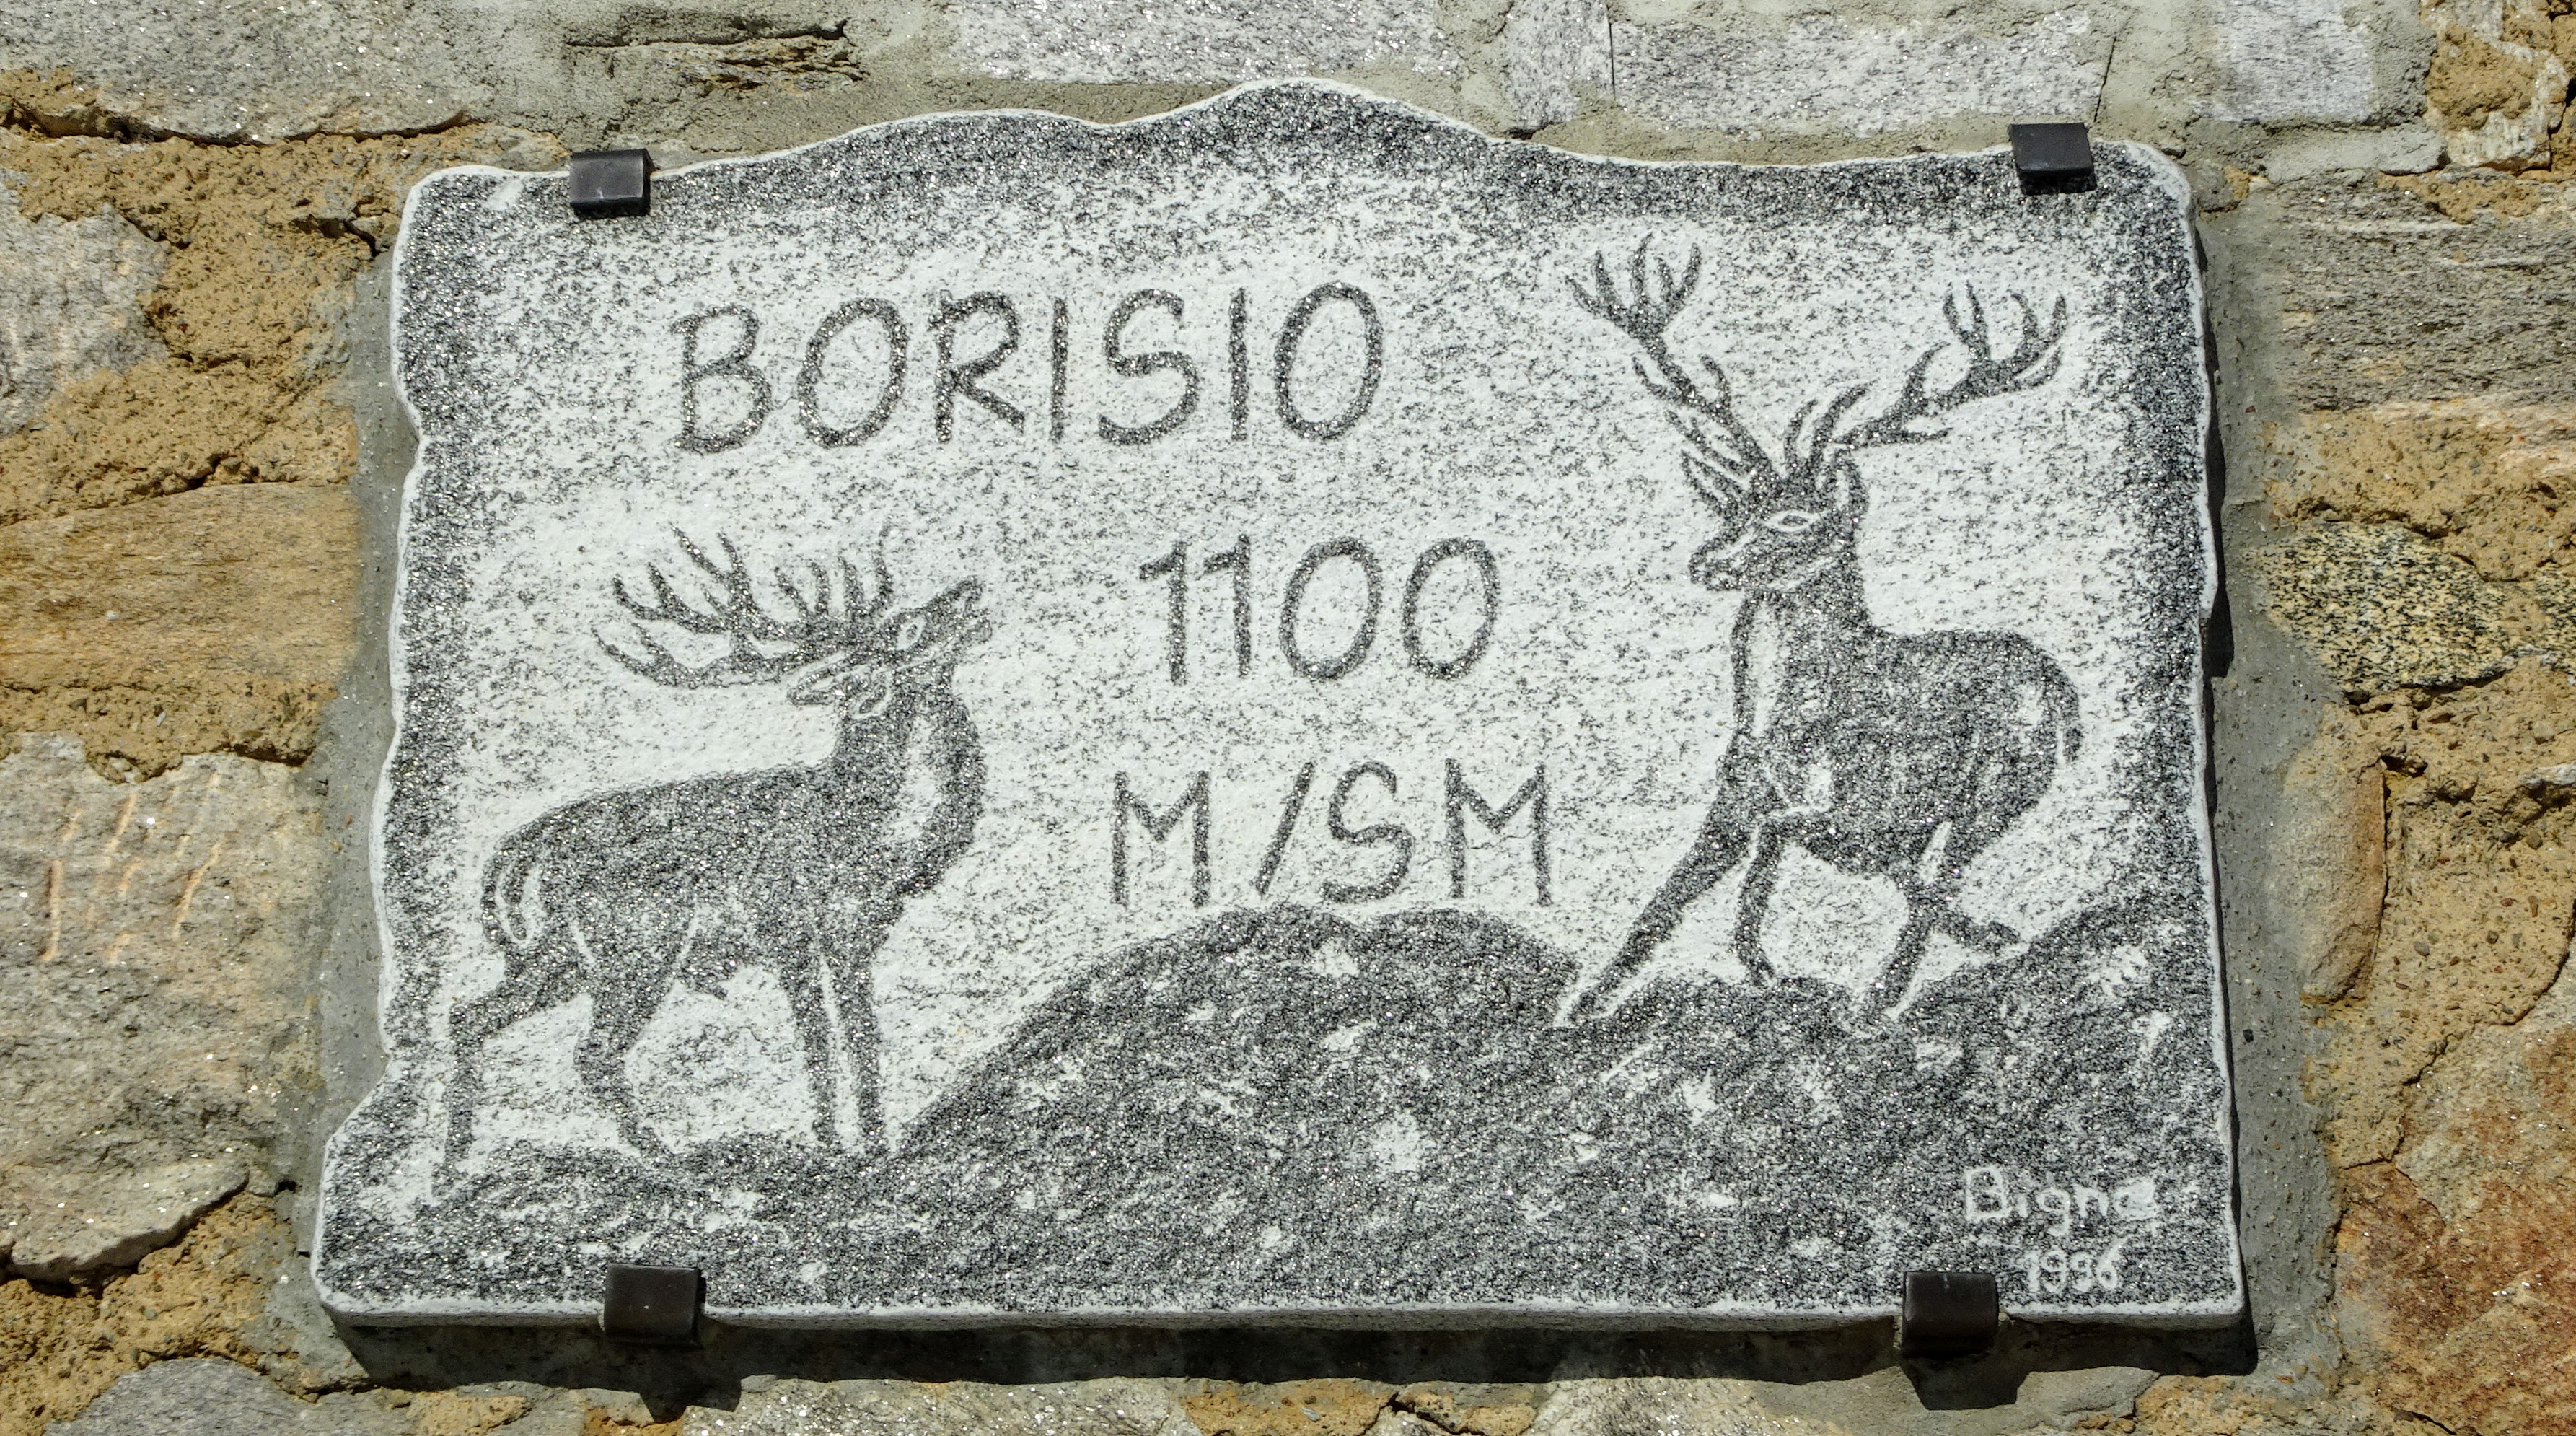 BORISIO
1100
M/SM
Bigna
1996